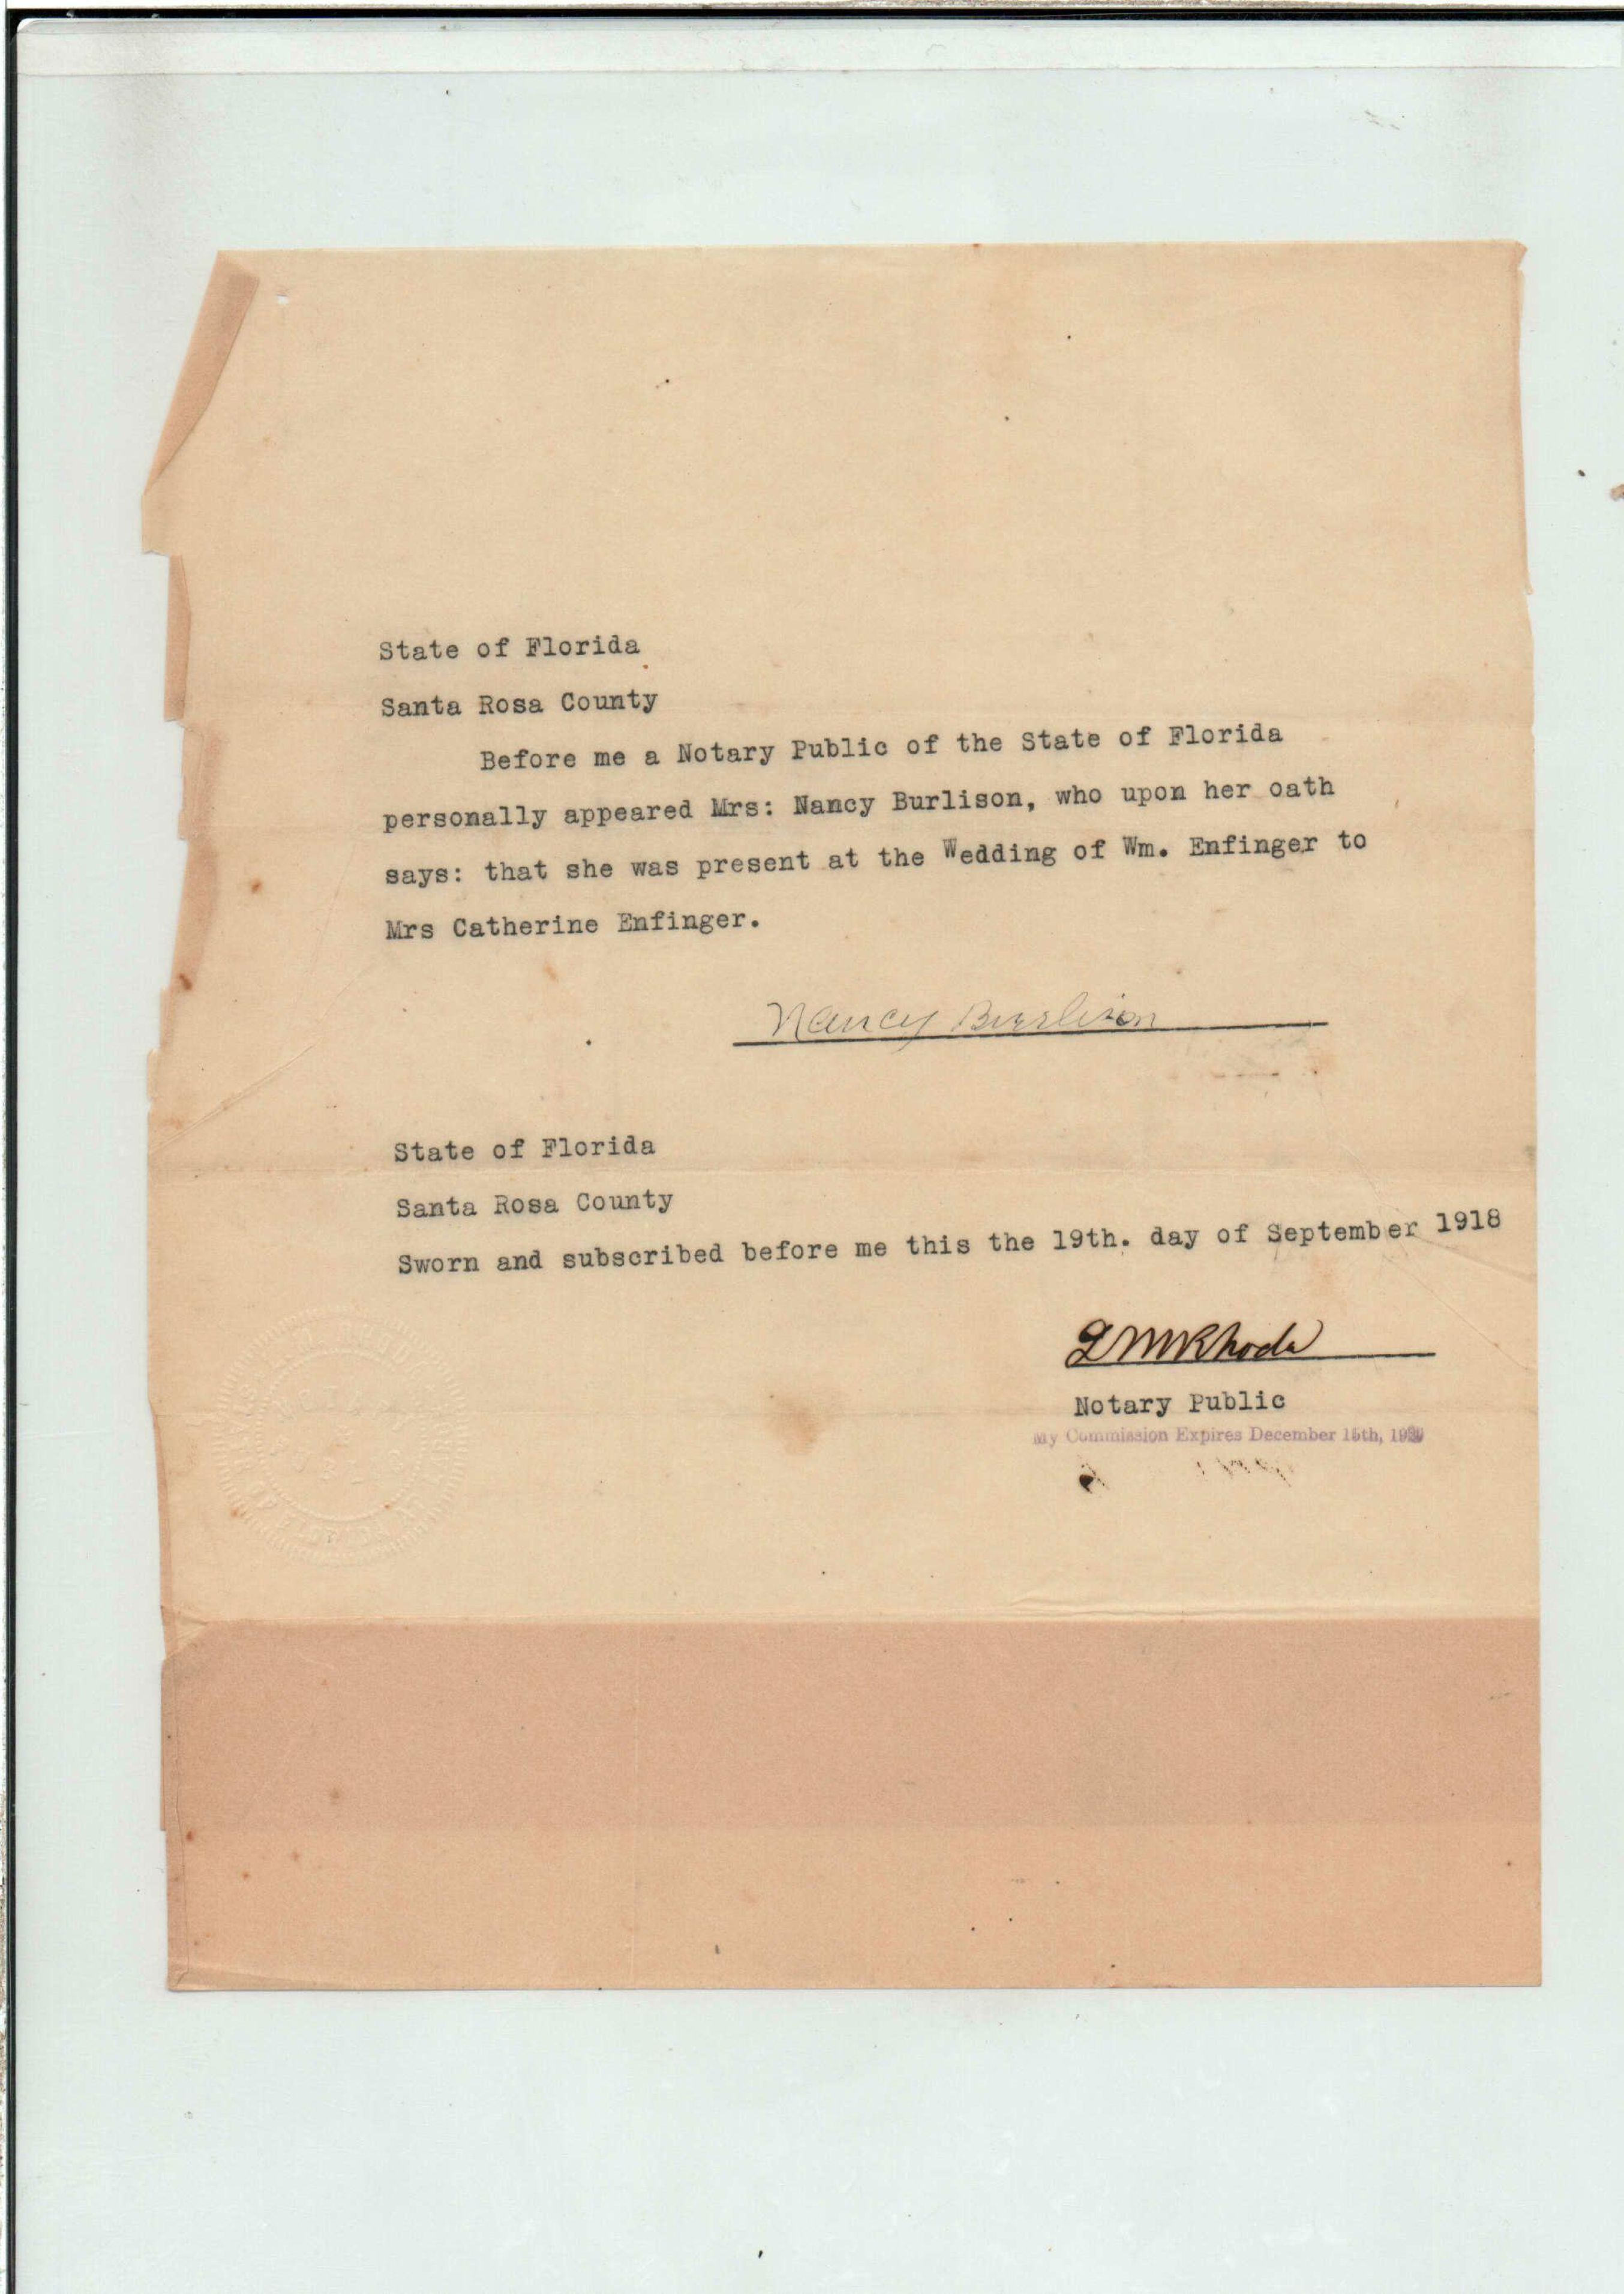 State of Florida
Santa Rosa County
Before me a Notary Public of the State of Florida
personally appeared Mrs: Nancy Burlison, who upon her oath
says: that she was present at the Wedding of Wm. Enfinger to
Mrs Catherine Enfinger.
Nancy Burlison
State of Florida
Santa Rosa County
Sworn and subscribed before me this the 19th. day of September 1918
Notary Public
My Commission Expires December 15th,